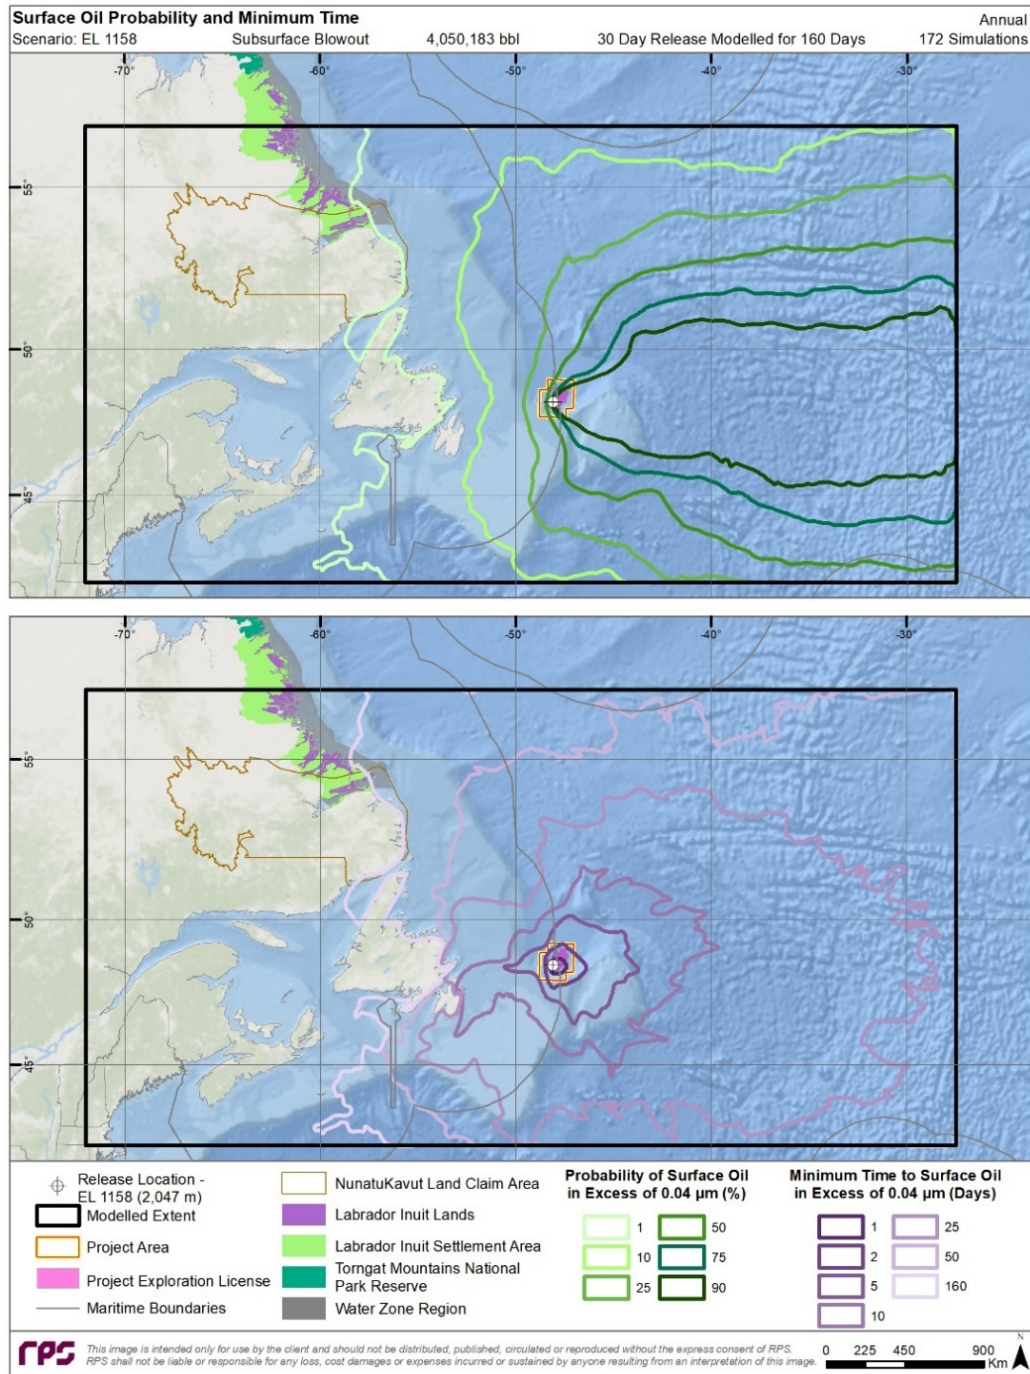 Surface Oil Probability and Minimum Time
Annual
Scenario: EL 1158 Subsurface Blowout 4,050,183 bbl 30 Day Release Modelled for 160 Days 172 Simulations
-70° -60° -50° -40° -30°
55°
50°
45°
-70° -60° -50° -40° -30°
55°
50°
45°
Release Location -
EL 1158 (2,047 m)
Modelled Extent
Project Area
Project Exploration License
Maritime Boundaries
NunatuKavut Land Claim Area
Labrador Inuit Lands
Labrador Inuit Settlement Area
Torngat Mountains National
Park Reserve
Water Zone Region
Probability of Surface Oil
in Excess of 0.04 µm (%)
1 50
10 75
25 90
Minimum Time to Surface Oil
in Excess of 0.04 µm (Days)
1 25
2 50
5 160
10
rps
This image is intended only for use by the client and should not be distributed, published, circulated or reproduced without the express consent of RPS.
RPS shall not be liable or responsible for any loss, cost damages or expenses incurred or sustained by anyone resulting from an interpretation of this image.
0 225 450 900
Km
N